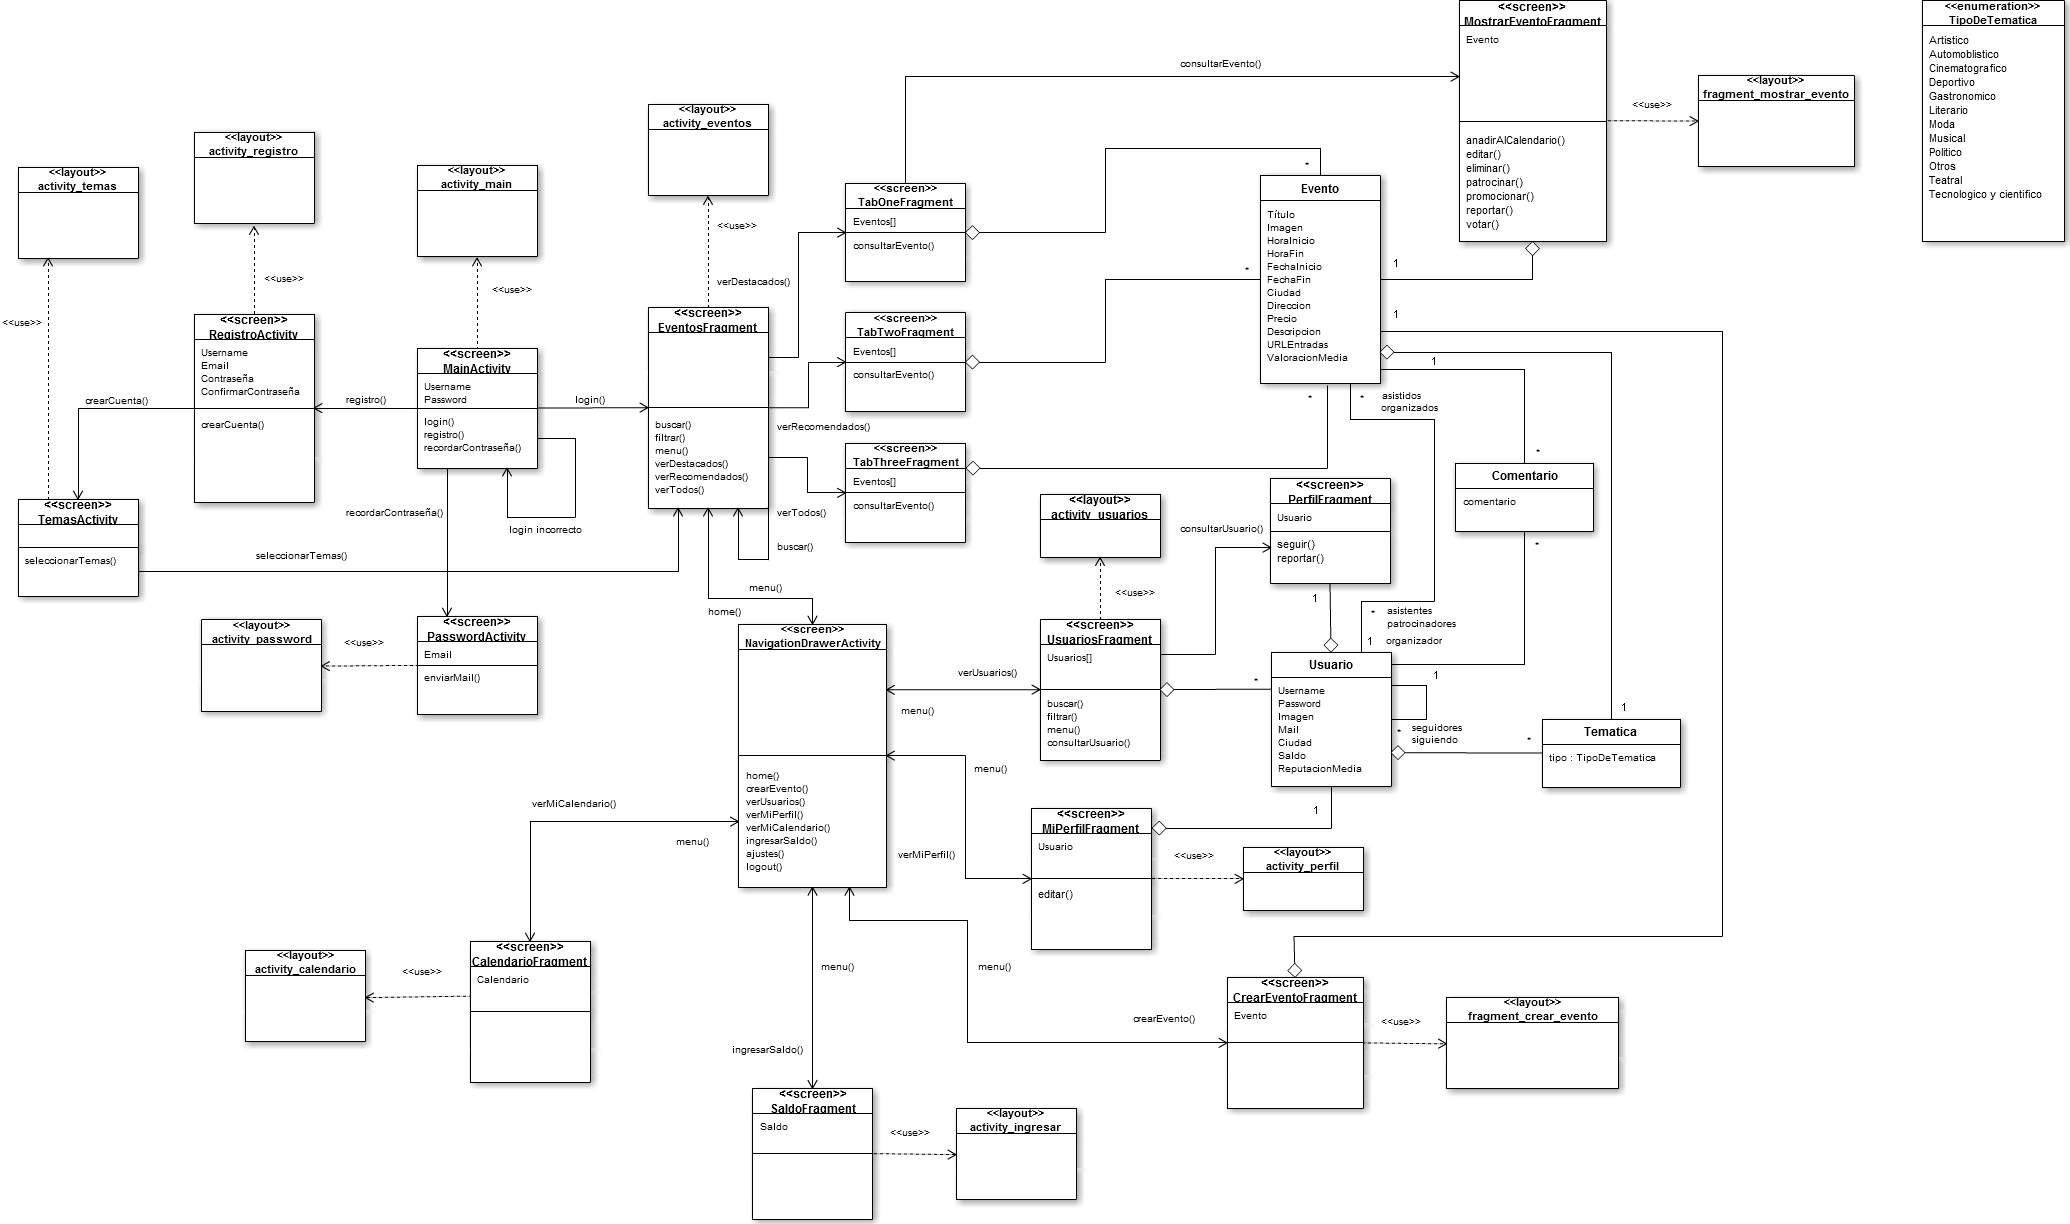 <<screen>>
MostrarEventoFragment
Evento
anadirAlCalendario()
editar()
eliminar()
patrocinar()
promocionar()
reportar()
votar()
<<enumeration>>
TipoDeTematica
Artistico
Automoblistico
Cinematografico
Deportivo
Gastronomico
Literario
Moda
Musical
Politico
Otros
Teatral
Tecnologico y cientifico
consultarEvento()
<<use>>
<<layout>>
fragment_mostrar_evento
<<layout>>
activity_eventos
<<layout>>
activity_registro
<<layout>>
activity_temas
<<layout>>
activity_main
<<use>>
<<use>>
<<use>>
<<use>>
<<screen>>
TabOneFragment
Eventos[]
consultarEvento()
verDestacados()
*
Evento
Título
Imagen
HoraInicio
HoraFin
FechaInicio
FechaFin
Ciudad
Direccion
Precio
Descripcion
URLEntradas
ValoracionMedia
*
1
1
1
<<screen>>
RegistroActivity
Username
Email
Contraseña
ConfirmarContraseña
crearCuenta()
<<screen>>
MainActivity
Username
Password
login()
registro()
recordarContraseña()
<<screen>>
EventosFragment
buscar()
filtrar()
menu()
verDestacados()
verRecomendados()
verTodos()
<<screen>>
TabTwoFragment
Eventos[]
consultarEvento()
crearCuenta()
registro()
login()
verRecomendados()
*
* asistidos
organizados
<<screen>>
TabThreeFragment
Eventos[]
consultarEvento()
verTodos()
buscar()
recordarContraseña()
login incorrecto
*
Comentario
comentario
*
<<screen>>
TemasActivity
seleccionarTemas()
seleccionarTemas()
<<layout>>
activity_usuarios
<<use>>
consultarUsuario()
<<screen>>
PerfilFragment
Usuario
seguir()
reportar()
menu()
home()
1
* asistentes
patrocinadores
1 organizador
<<layout>>
activity_password
<<use>>
<<screen>>
PasswordActivity
Email
enviarMail()
<<screen>>
NavigationDrawerActivity
home()
crearEvento()
verUsuarios()
verMiPerfil()
verMiCalendario()
ingresarSaldo()
ajustes()
logout()
verUsuarios()
menu()
<<screen>>
UsuariosFragment
Usuarios[]
buscar()
filtrar()
menu()
consultarUsuario()
*
Usuario
Username
Password
Imagen
Mail
Ciudad
Saldo
ReputacionMedia
1
* seguidores
siguiendo
*
1
Tematica
tipo : TipoDeTematica
menu()
verMiCalendario()
menu()
verMiPerfil()
<<screen>>
MiPerfilFragment
Usuario
editar()
1
<<use>>
<<layout>>
activity_perfil
<<layout>>
activity_calendario
<<use>>
<<screen>>
CalendarioFragment
Calendario
menu()
menu()
ingresarSaldo()
crearEvento()
<<screen>>
CrearEventoFragment
Evento
<<use>>
<<layout>>
fragment_crear_evento
<<screen>>
SaldoFragment
Saldo
<<use>>
<<layout>>
activity_ingresar